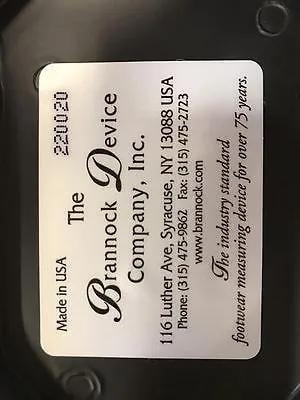 Made in USA 220020
The
Brannock Device
Company, Inc.
116 Luther Ave, Syracuse, NY 13088 USA
Phone: (315) 475-9862 Fax: (315) 475-2723
www.brannock.com
The industry standard
footwear measuring device for over 75 years.